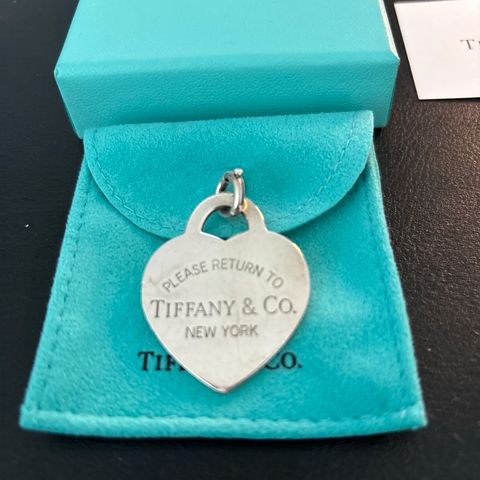 PLEASE RETURN TO
TIFFANY & CO.
NEW YORK